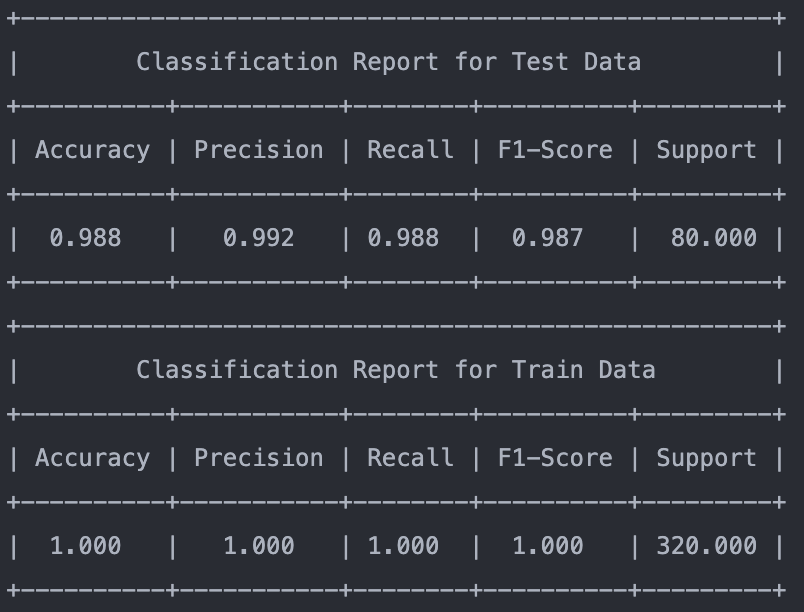 +----------------------------------------------------+
|        Classification Report for Test Data         |
+----------+-----------+--------+----------+---------+
| Accuracy | Precision | Recall | F1-Score | Support |
+----------+-----------+--------+----------+---------+
|  0.988   |   0.992   | 0.988  |  0.987   |  80.000 |
+----------+-----------+--------+----------+---------+
+----------------------------------------------------+
|        Classification Report for Train Data        |
+----------+-----------+--------+----------+---------+
| Accuracy | Precision | Recall | F1-Score | Support |
+----------+-----------+--------+----------+---------+
|  1.000   |   1.000   | 1.000  |  1.000   | 320.000 |
+----------+-----------+--------+----------+---------+